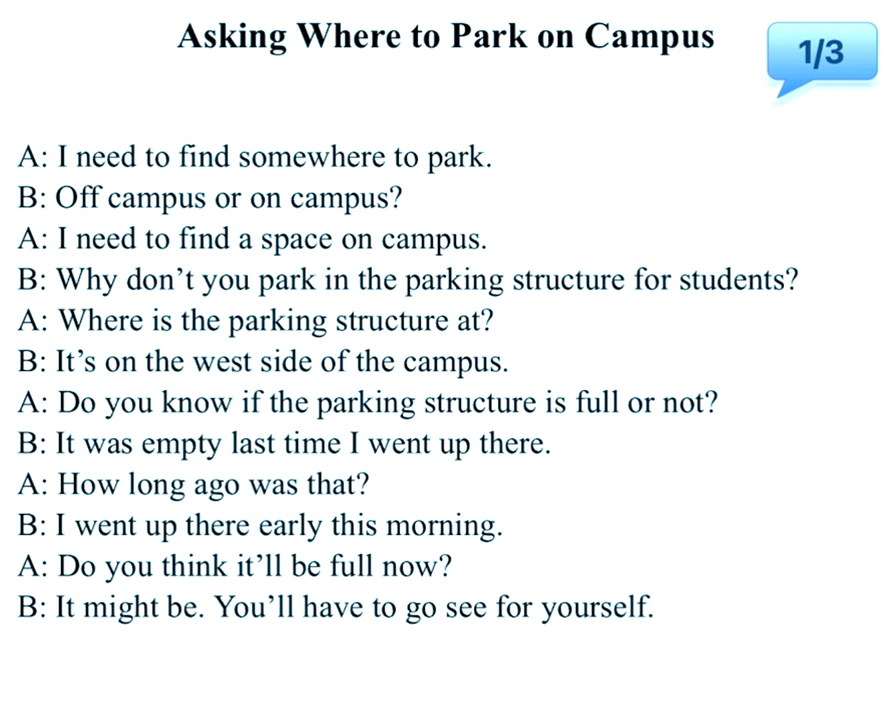 Asking Where to Park on Campus
1/3
A: I need to find somewhere to park.
B: Off campus or on campus?
A: I need to find a space on campus.
B: Why don’t you park in the parking structure for students?
A: Where is the parking structure at?
B: It’s on the west side of the campus.
A: Do you know if the parking structure is full or not?
B: It was empty last time I went up there.
A: How long ago was that?
B: I went up there early this morning.
A: Do you think it’ll be full now?
B: It might be. You’ll have to go see for yourself.